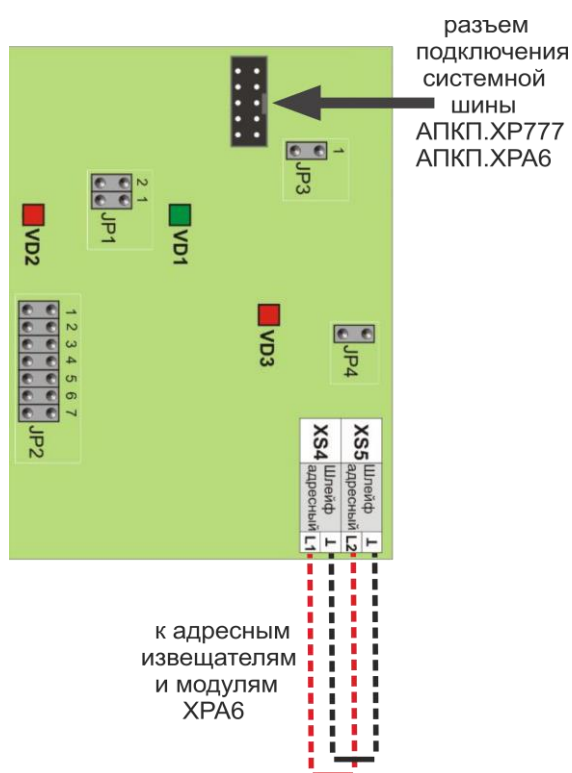 разъем
подключения
системной
шины
АПКП.ХР777
АПКП.ХРА6
1
JP3
2
1
JP1
VD2
VD1
VD3
JP4
1
2
3
4
5
6
7
JP2
XS4
XS5
Шлейф
адресный
Шлейф
адресный
L1
⊥
L2
⊥
к адресным
извещателям
и модулям
ХРА6